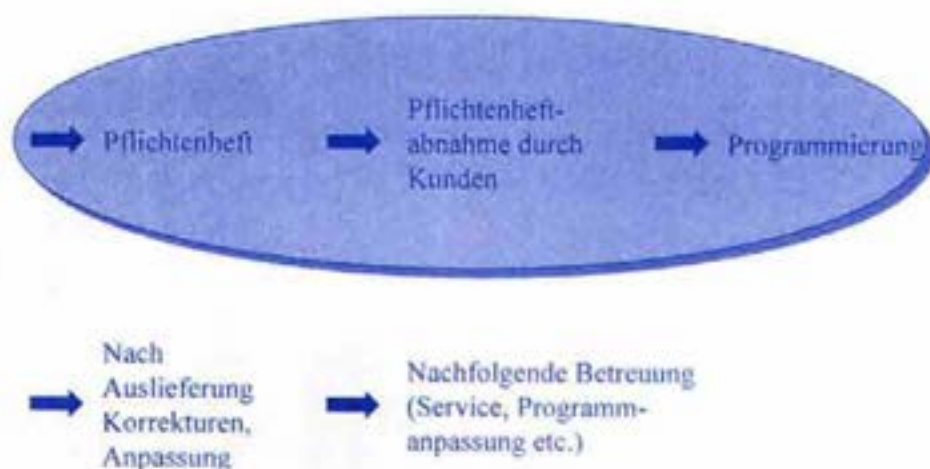 Pflichtenheft
Pflichtenheft-
abnahme durch
Kunden
Programmierung
Nach
Auslieferung
Korrekturen,
Anpassung
Nachfolgende Betreuung
(Service, Programm-
anpassung etc.)